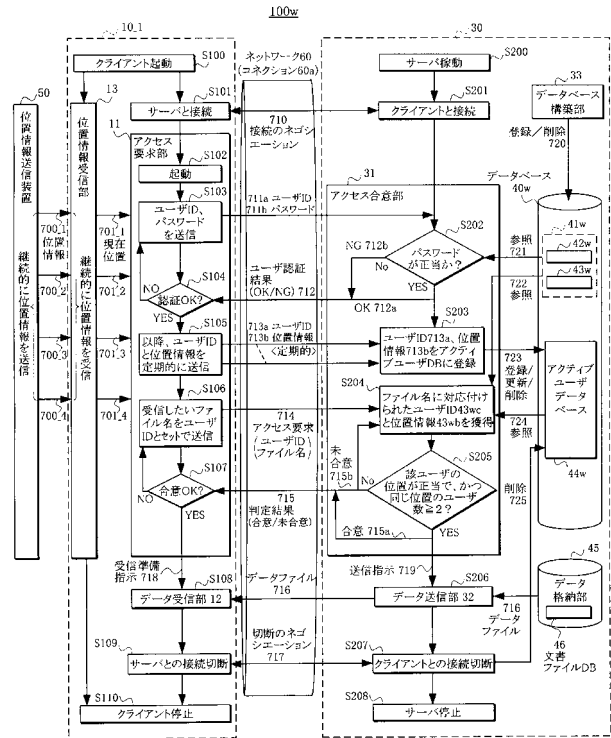 100w
10_1
30
クライアント起動
S100
ネットワーク60
(コネクション60a)
サーバ稼動
S200
50
13
S101
サーバと接続
S201
クライアントと接続
33
データベース
構築部
710
接続のネゴシ
エーション
登録/削除
720
位置情報送信装置
位置情報受信部
11
アクセス
要求部
S102
起動
S103
ユーザID、
パスワード
を送信
711a ユーザID
711b パスワード
31
アクセス合意部
データベース
40w
41w
42w
43w
700_1
位置
情報
701_1
現在
位置
S202
パスワード
が正当か?
NG 712b
No
YES
OK 712a
参照
721
722
参照
継続的に位置情報を送信
継続的に位置情報を受信
700_2
701_2
S104
認証OK?
NO
YES
ユーザ認証
結果
(OK/NG) 712
S105
以降、ユーザID
と位置情報を
定期的に送信
713a ユーザID
713b 位置情報
<定期的>
S203
ユーザID713a、位置
情報713bをアクティ
ブユーザDBに登録
700_3
701_3
723
登録/
更新/
削除
アクティブ
ユーザ
データ
ベース
44w
S106
受信したいファイ
ル名をユーザ
IDとセットで送信
714
アクセス要求
ユーザID
ファイル名
S204
ファイル名に対応付け
られたユーザID43wc
と位置情報43wbを獲得
724
参照
700_4
701_4
S107
合意OK?
NO
YES
715
判定結果
(合意/未合意)
未
合意
715b
No
S205
該ユーザの
位置が正当で、かつ
同じ位置のユーザ
数≧2?
合意 715a
YES
削除
725
受信準備
指示 718
送信指示 719
45
データ
格納部
46
文書
ファイルDB
S108
データ受信部 12
データファイル
716
S206
データ送信部 32
716
データ
ファイル
S109
サーバとの接続切断
切断のネゴ
シエーション
717
S207
クライアントとの接続切断
S110
クライアント停止
S208
サーバ停止